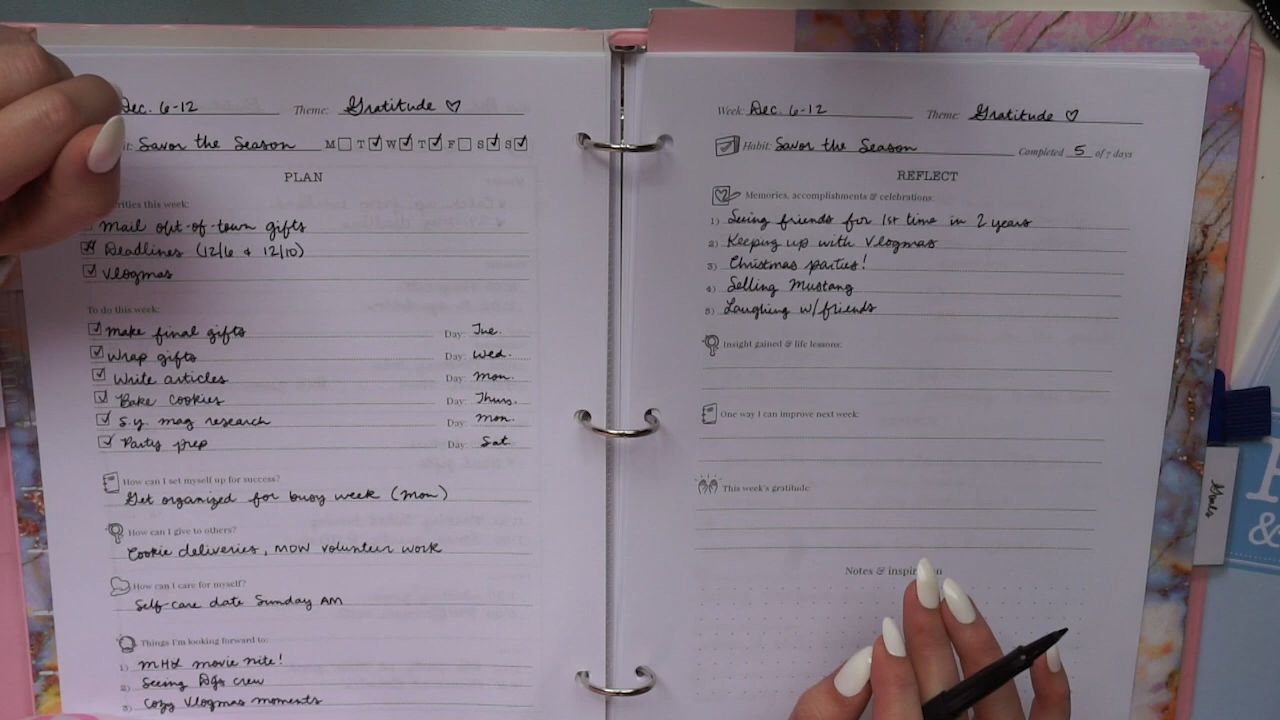 Dec. 6-12 Theme: Gratitude ♡
Savor the Season M T W T F S S
PLAN
this week:
Mail out-of-town gifts
Deadlines (12/6 & 12/10)
Vlogmas
To do this week:
Make final gifts Day: Tue.
Wrap gifts Day: Wed.
Write articles Day: Mon.
Bake cookies Day: Thurs.
S.Y. mag research Day: Mon.
Party prep Day: Sat.
How can I set myself up for success?
Get organized for busy week (Mon)
How can I give to others?
Cookie deliveries, MOW volunteer work
How can I care for myself?
Self-care date Sunday AM
Things I'm looking forward to:
1) movie nite!
2) Seeing crew
3) Cozy Vlogmas moments
Week: Dec. 6-12 Theme: Gratitude ♡
Habit: Savor the Season Completed 5 of 7 days
REFLECT
Memories, accomplishments & celebrations:
1) Seeing friends for 1st time in 2 years
2) Keeping up with Vlogmas
3) Christmas parties!
4) Selling Mustang
5) Laughing w/friends
Insight gained & life lessons:
One way I can improve next week:
This week's gratitude:
Notes &
Goals
&